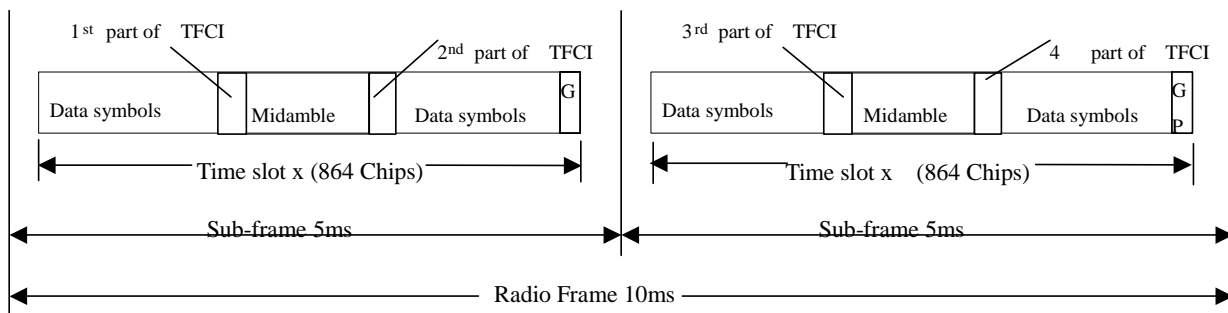 1st part of TFCI
2nd part of TFCI
3rd part of TFCI
4 part of TFCI
Data symbols
Midamble
Data symbols
G
Data symbols
Midamble
Data symbols
G
P
Time slot x (864 Chips)
Time slot x (864 Chips)
Sub-frame 5ms
Sub-frame 5ms
Radio Frame 10ms